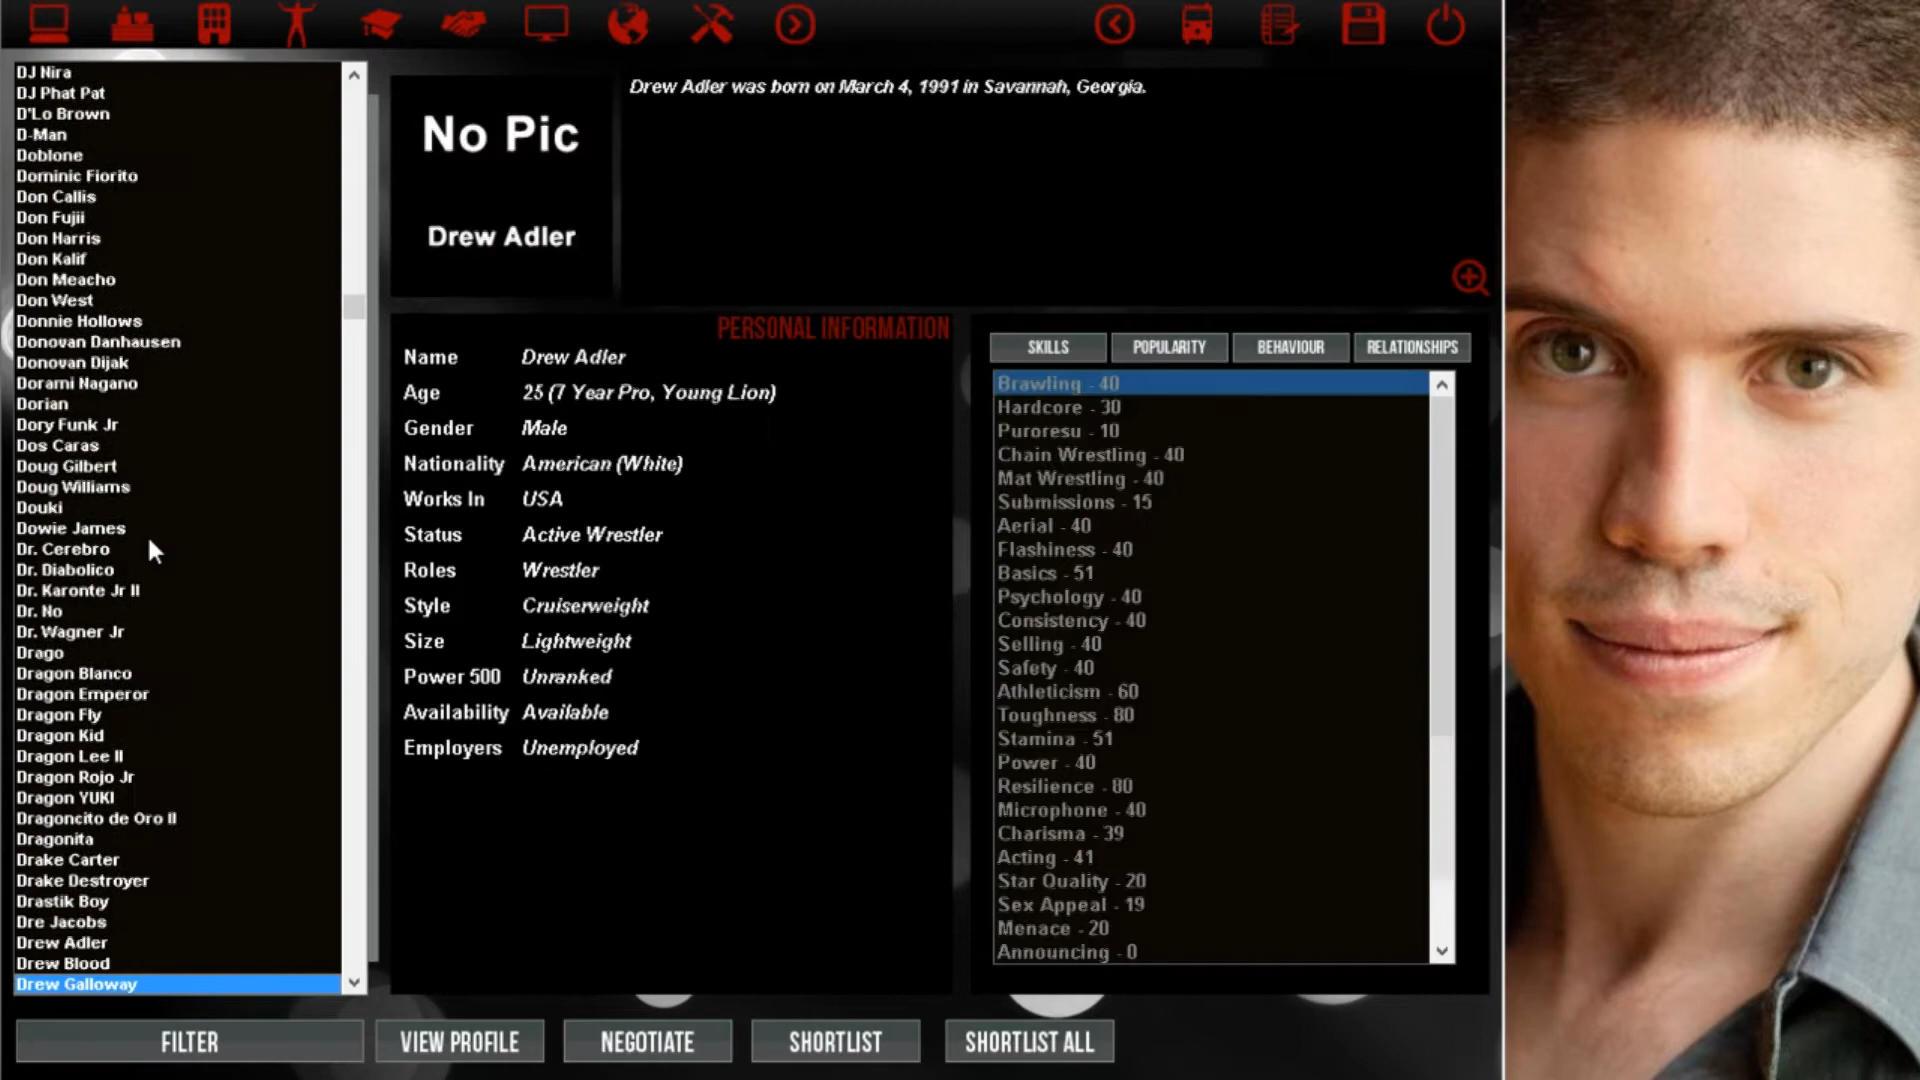 DJ Nira
DJ Phat Pat
D'Lo Brown
D-Man
Doblone
Dominic Fiorito
Don Callis
Don Fujii
Don Harris
Don Kalif
Don Meacho
Don West
Donnie Hollows
Donovan Danhausen
Donovan Dijak
Dorami Nagano
Dorian
Dory Funk Jr
Dos Caras
Doug Gilbert
Doug Williams
Douki
Dowie James
Dr. Cerebro
Dr. Diabolico
Dr. Karonte Jr II
Dr. No
Dr. Wagner Jr
Drago
Dragon Blanco
Dragon Emperor
Dragon Fly
Dragon Kid
Dragon Lee II
Dragon Rojo Jr
Dragon YUKI
Dragoncito de Oro II
Dragonita
Drake Carter
Drake Destroyer
Drastik Boy
Dre Jacobs
Drew Adler
Drew Blood
Drew Galloway
No Pic
Drew Adler
Drew Adler was born on March 4, 1991 in Savannah, Georgia.
PERSONAL INFORMATION
Name Drew Adler
Age 25 (7 Year Pro, Young Lion)
Gender Male
Nationality American (White)
Works In USA
Status Active Wrestler
Roles Wrestler
Style Cruiserweight
Size Lightweight
Power 500 Unranked
Availability Available
Employers Unemployed
SKILLS POPULARITY BEHAVIOUR RELATIONSHIPS
Brawling - 40
Hardcore - 30
Puroresu - 10
Chain Wrestling - 40
Mat Wrestling - 40
Submissions - 15
Aerial - 40
Flashiness - 40
Basics - 51
Psychology - 40
Consistency - 40
Selling - 40
Safety - 40
Athleticism - 60
Toughness - 80
Stamina - 51
Power - 40
Resilience - 80
Microphone - 40
Charisma - 39
Acting - 41
Star Quality - 20
Sex Appeal - 19
Menace - 20
Announcing - 0
FILTER VIEW PROFILE NEGOTIATE SHORTLIST SHORTLIST ALL